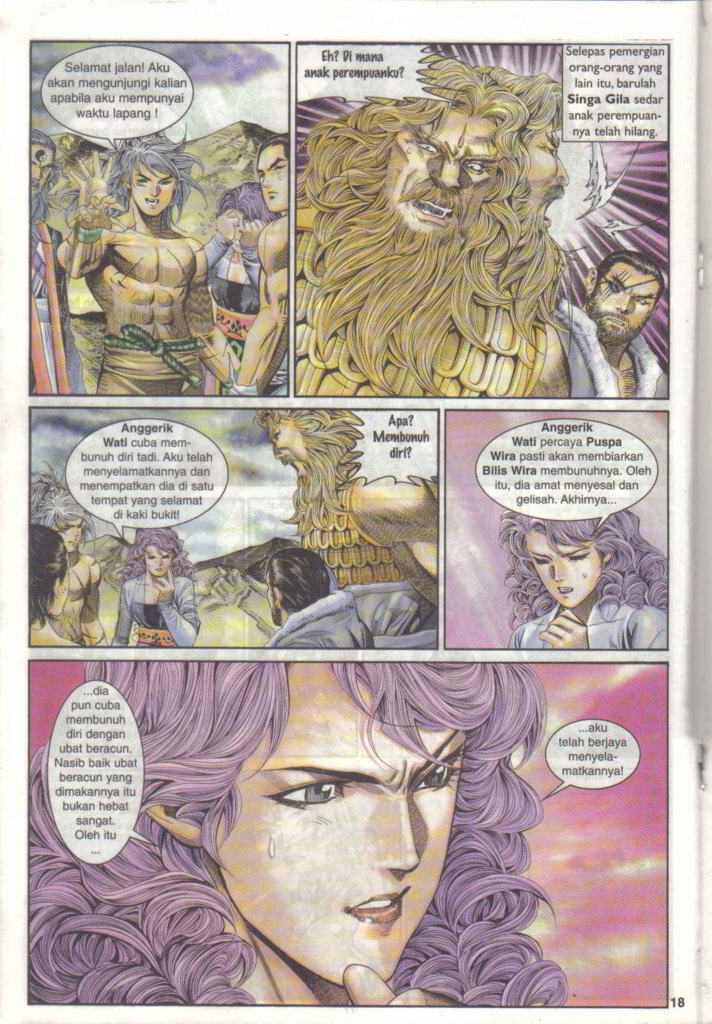 Selamat jalan! Aku
akan mengunjungi kalian
apabila aku mempunyai
waktu lapang !
Eh? Di mana
anak perempuanku?
Selepas pemergian
orang-orang yang
lain itu, barulah
Singa Gila sedar
anak perempuan-
nya telah hilang.
Anggerik
Wati cuba mem-
bunuh diri tadi. Aku telah
menyelamatkannya dan
menempatkan dia di satu
tempat yang selamat
di kaki bukit!
Apa?
Membunuh
diri?
Anggerik
Wati percaya Puspa
Wira pasti akan membiarkan
Bilis Wira membunuhnya. Oleh
itu, dia amat menyesal dan
gelisah. Akhirnya...
...dia
pun cuba
membunuh
diri dengan
ubat beracun.
Nasib baik ubat
beracun yang
dimakannya itu
bukan hebat
sangat.
Oleh itu
...
...aku
telah berjaya
menyela-
matkannya!
18